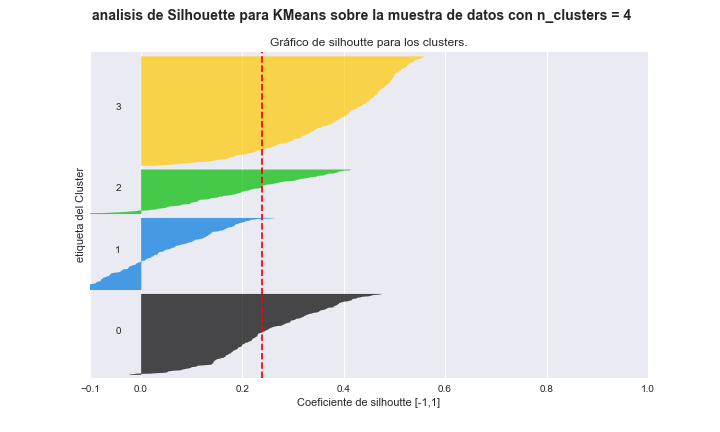 analisis de Silhouette para KMeans sobre la muestra de datos con n_clusters = 4
Gráfico de silhoutte para los clusters.
etiqueta del Cluster
3
2
1
0
−0.1 0.0 0.2 0.4 0.6 0.8 1.0
Coeficiente de silhoutte [-1,1]